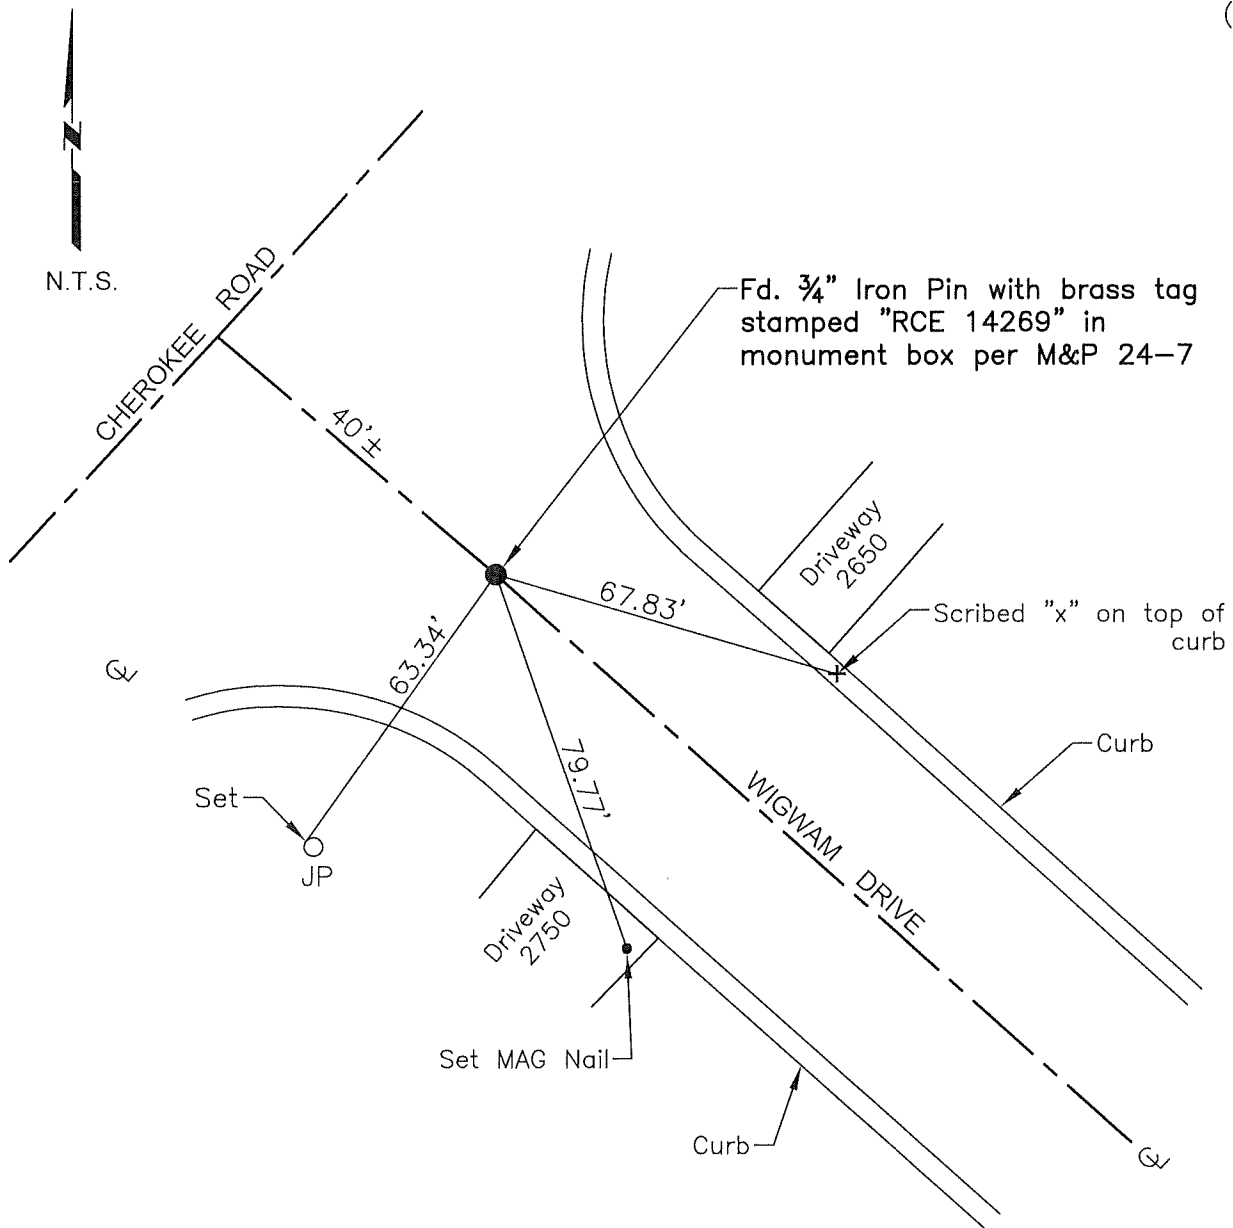 (
N
N.T.S.
CHEROKEE ROAD
40'±
Fd. ¾" Iron Pin with brass tag
stamped "RCE 14269" in
monument box per M&P 24-7
Driveway
2650
67.83'
Scribed "x" on top of
curb
63.34'
℄
79.77'
Curb
WIGWAM DRIVE
Set
JP
Driveway
2750
Set MAG Nail
Curb
℄